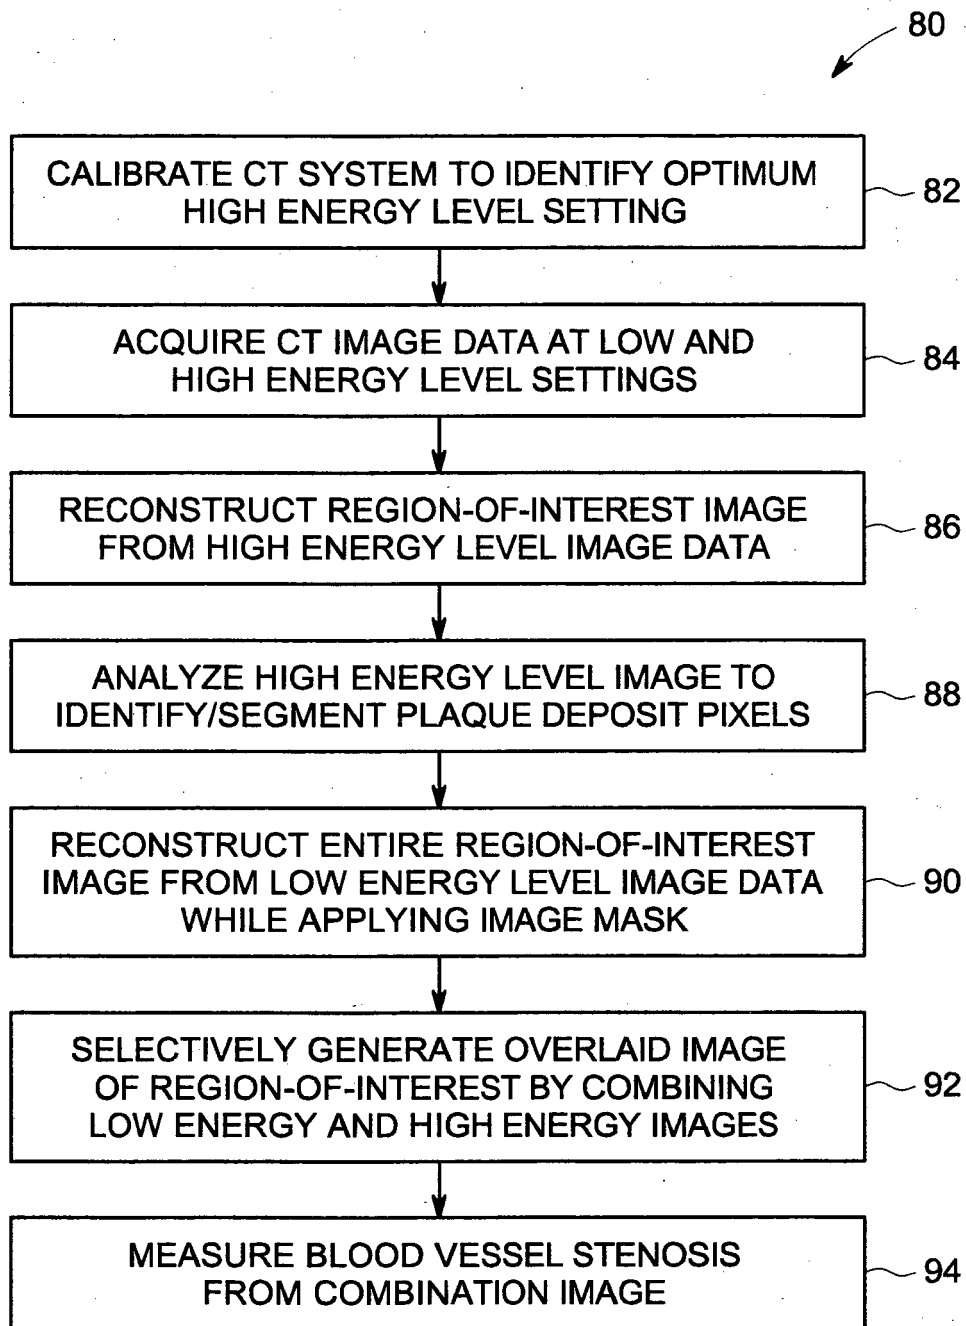 80
CALIBRATE CT SYSTEM TO IDENTIFY OPTIMUM
HIGH ENERGY LEVEL SETTING
82
ACQUIRE CT IMAGE DATA AT LOW AND
HIGH ENERGY LEVEL SETTINGS
84
RECONSTRUCT REGION-OF-INTEREST IMAGE
FROM HIGH ENERGY LEVEL IMAGE DATA
86
ANALYZE HIGH ENERGY LEVEL IMAGE TO
IDENTIFY/SEGMENT PLAQUE DEPOSIT PIXELS
88
RECONSTRUCT ENTIRE REGION-OF-INTEREST
IMAGE FROM LOW ENERGY LEVEL IMAGE DATA
WHILE APPLYING IMAGE MASK
90
SELECTIVELY GENERATE OVERLAID IMAGE
OF REGION-OF-INTEREST BY COMBINING
LOW ENERGY AND HIGH ENERGY IMAGES
92
MEASURE BLOOD VESSEL STENOSIS
FROM COMBINATION IMAGE
94